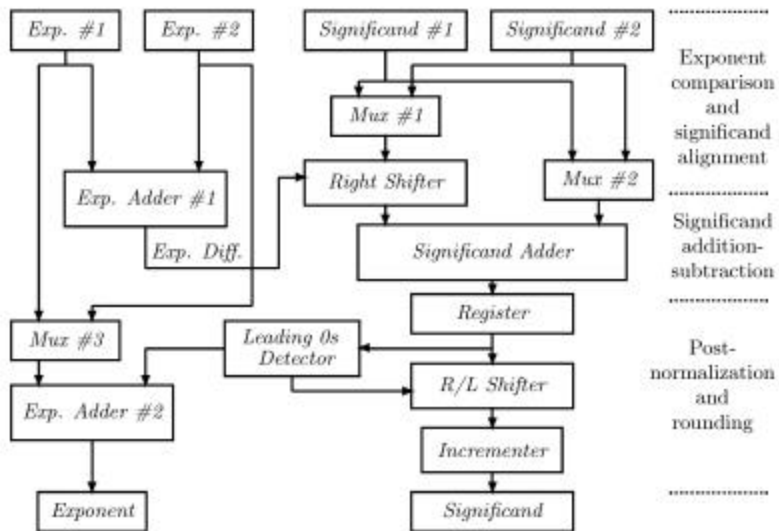 Exp. #1
Exp. #2
Significand #1
Significand #2
Exponent
comparison
and
significand
alignment
Mux #1
Exp. Adder #1
Right Shifter
Mux #2
Exp. Diff.
Significand Adder
Significand
addition-
subtraction
Register
Mux #3
Leading 0s
Detector
R/L Shifter
Post-
normalization
and
rounding
Exp. Adder #2
Incrementer
Exponent
Significand